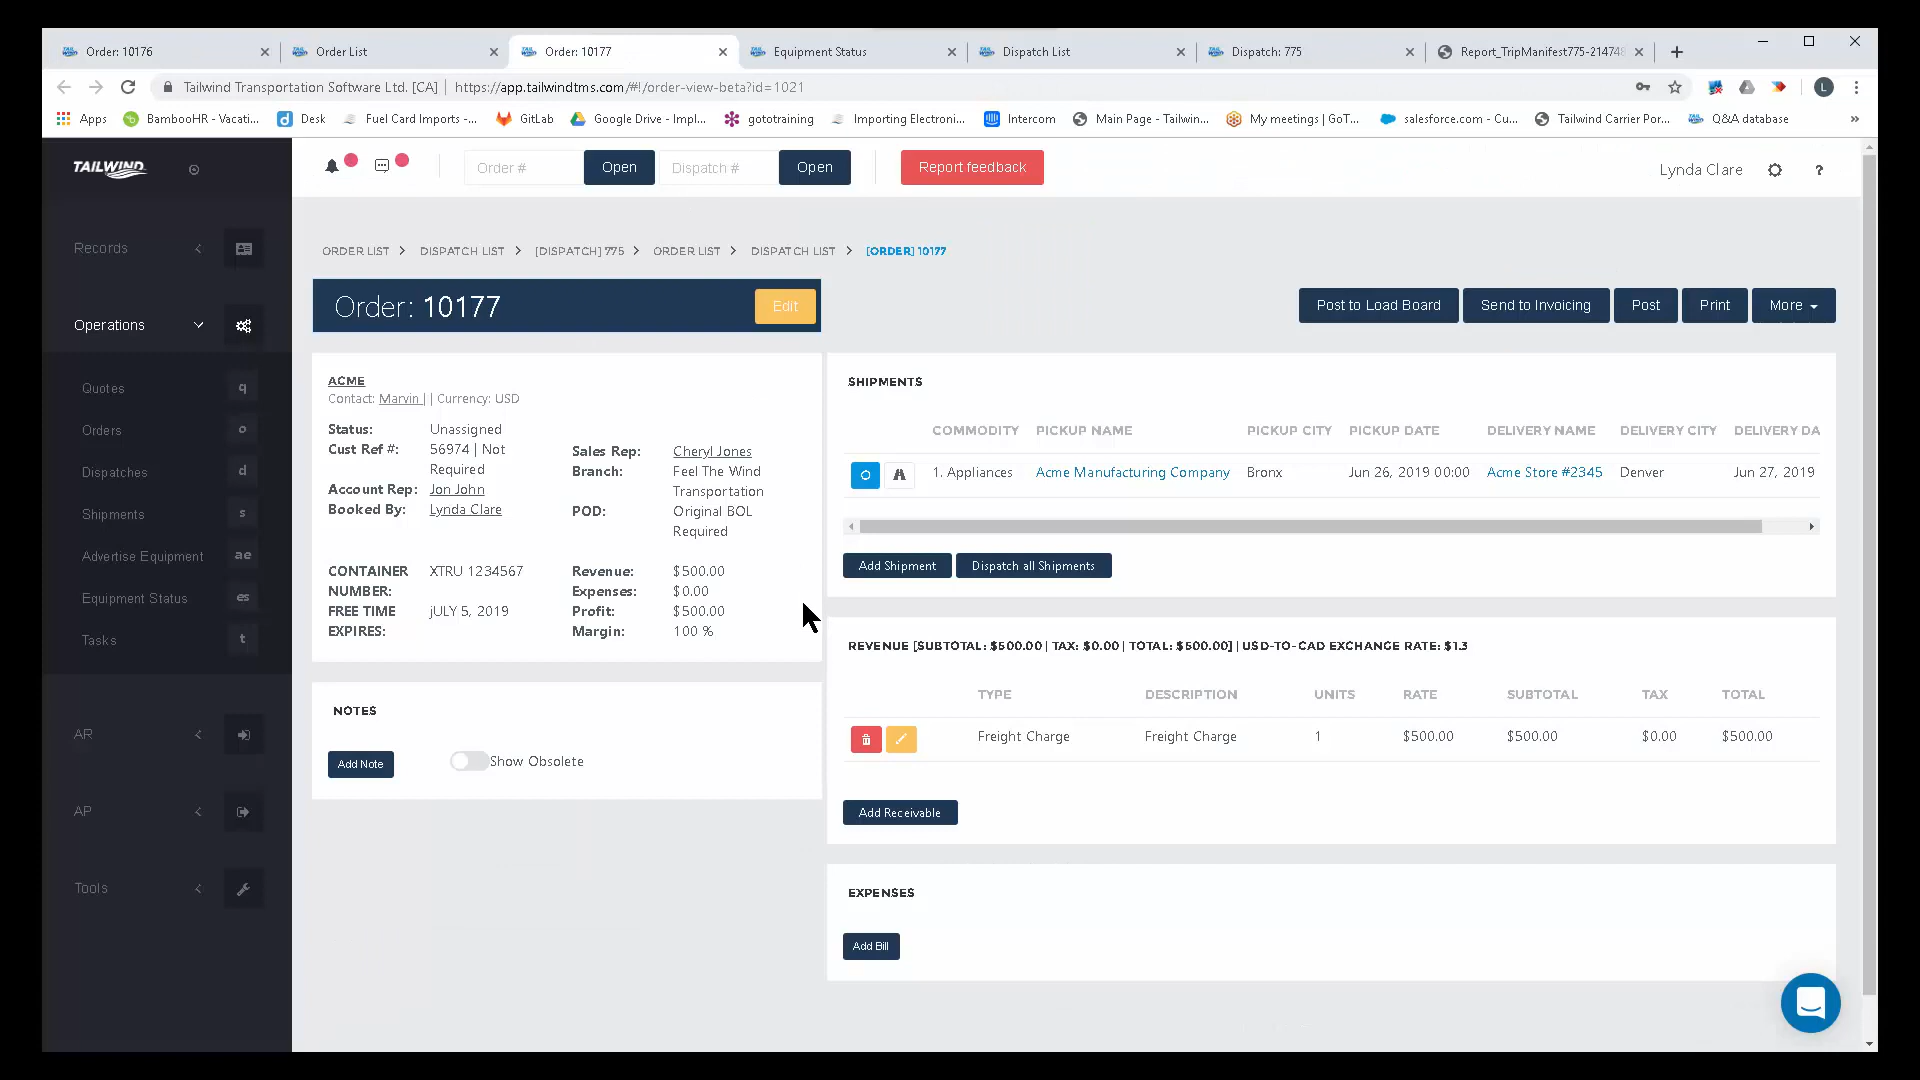 Order: 10176
Order List
Order: 10177
Equipment Status
Dispatch List
Dispatch: 775
Report_TripManifest775-214748
Tailwind Transportation Software Ltd. [CA] | https://app.tailwindtms.com/#!/order-view-beta?id=1021
L
Apps
BambooHR - Vacati...
Desk
Fuel Card Imports -...
GitLab
Google Drive - Impl...
gototraining
Importing Electroni...
Intercom
Main Page - Tailwin...
My meetings | GoT...
salesforce.com - Cu...
Tailwind Carrier Por...
Q&A database
»
TAILWIND
Order #
Open
Dispatch #
Open
Report feedback
Lynda Clare
?
Records
Operations
Quotes q
Orders o
Dispatches d
Shipments s
Advertise Equipment ae
Equipment Status es
Tasks t
AR
AP
Tools
ORDER LIST > DISPATCH LIST > [DISPATCH] 775 > ORDER LIST > DISPATCH LIST > [ORDER] 10177
Order: 10177
Edit
Post to Load Board
Send to Invoicing
Post
Print
More
ACME
Contact: Marvin | | Currency: USD
Status: Unassigned
Cust Ref #: 56974 | Not
Required
Account Rep: Jon John
Booked By: Lynda Clare
Sales Rep: Cheryl Jones
Branch: Feel The Wind
Transportation
POD: Original BOL
Required
CONTAINER XTRU 1234567
NUMBER:
FREE TIME jULY 5, 2019
EXPIRES:
Revenue: $500.00
Expenses: $0.00
Profit: $500.00
Margin: 100 %
NOTES
Add Note
Show Obsolete
SHIPMENTS
COMMODITY PICKUP NAME PICKUP CITY PICKUP DATE DELIVERY NAME DELIVERY CITY DELIVERY DA
1. Appliances Acme Manufacturing Company Bronx Jun 26, 2019 00:00 Acme Store #2345 Denver Jun 27, 2019
Add Shipment
Dispatch all Shipments
REVENUE [SUBTOTAL: $500.00 | TAX: $0.00 | TOTAL: $500.00] | USD-TO-CAD EXCHANGE RATE: $1.3
TYPE DESCRIPTION UNITS RATE SUBTOTAL TAX TOTAL
Freight Charge Freight Charge 1 $500.00 $500.00 $0.00 $500.00
Add Receivable
EXPENSES
Add Bill